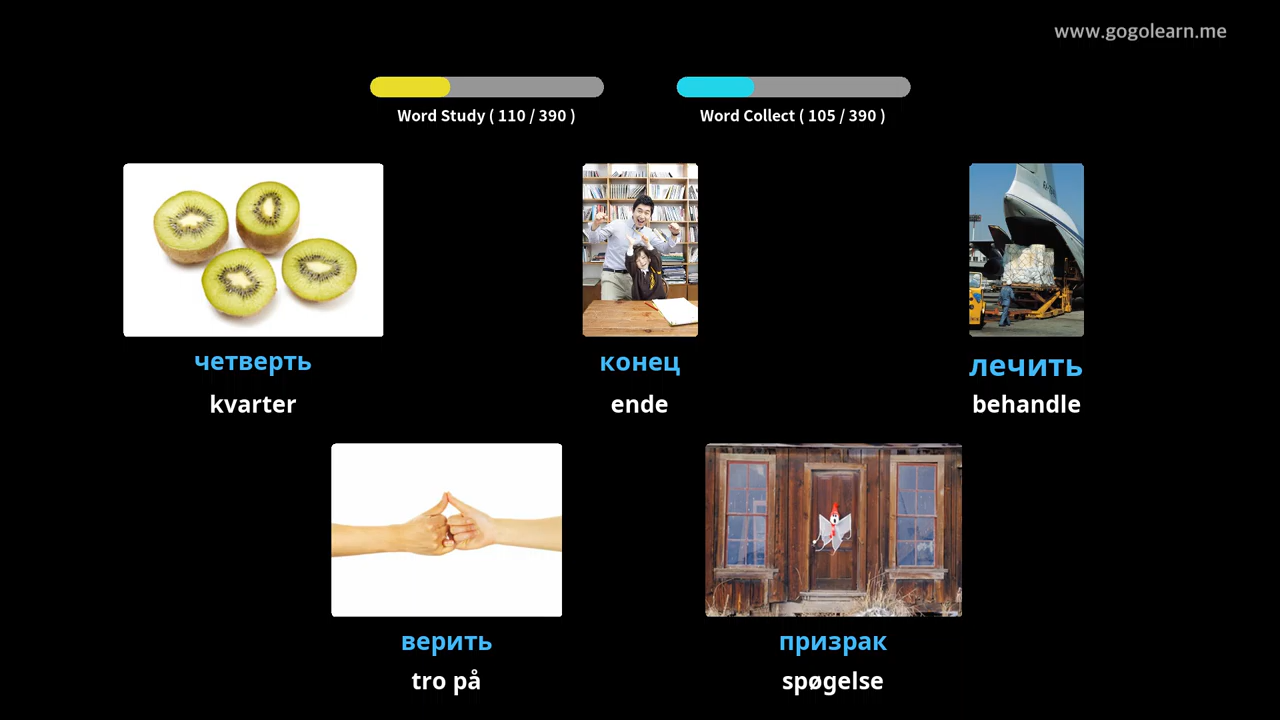 www.gogolearn.me
Word Study ( 110 / 390 )
Word Collect ( 105 / 390 )
четверть
kvarter
конец
ende
лечить
behandle
верить
tro på
призрак
spøgelse